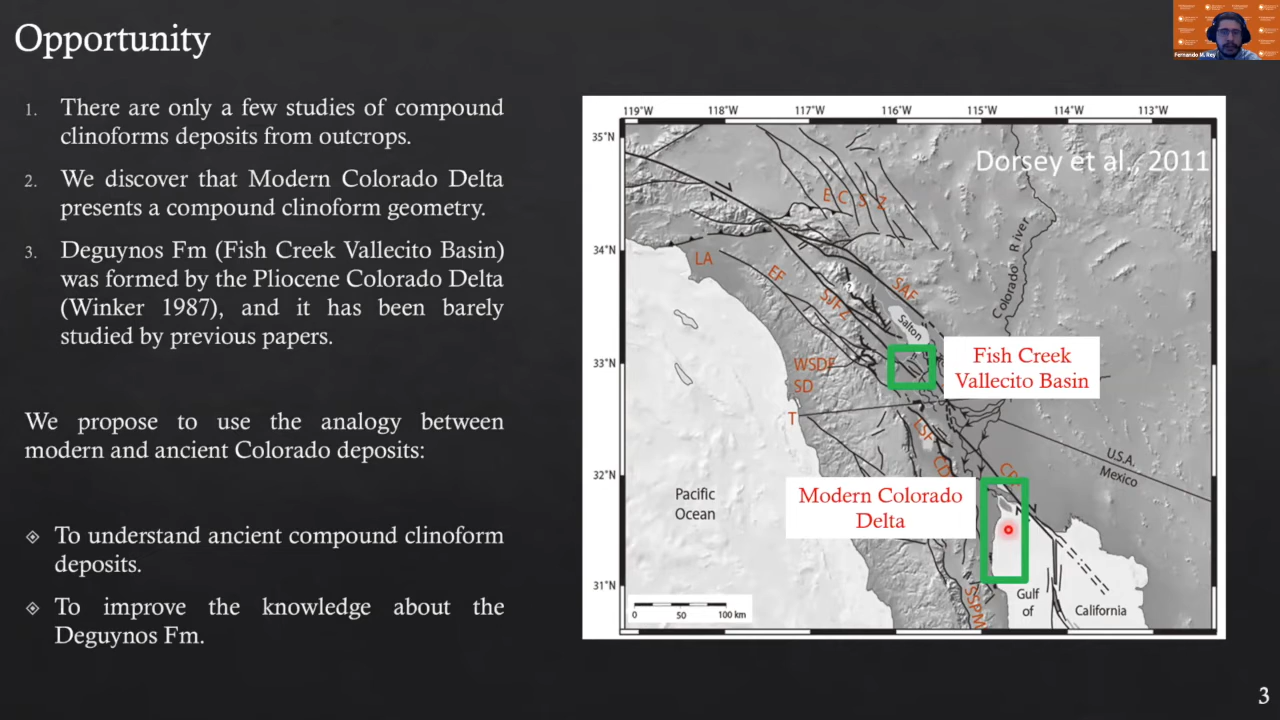 Opportunity
Fernando M. Rey
1. There are only a few studies of compound
clinoforms deposits from outcrops.
2. We discover that Modern Colorado Delta
presents a compound clinoform geometry.
3. Deguynos Fm (Fish Creek Vallecito Basin)
was formed by the Pliocene Colorado Delta
(Winker 1987), and it has been barely
studied by previous papers.
We propose to use the analogy between
modern and ancient Colorado deposits:
To understand ancient compound clinoform
deposits.
To improve the knowledge about the
Deguynos Fm.
119°W 118°W 117°W 116°W 115°W 114°W 113°W
35°N
Dorsey et al., 2011
E C S Z
Colorado River
34°N
LA
EF
SJFZ
SAF
Salton
33°N
WSDF
SD
Fish Creek
Vallecito Basin
T
LSF
CD
U.S.A.
Mexico
32°N
Pacific
Ocean
Modern Colorado
Delta
31°N
SSPM
Gulf
of
California
0 50 100 km
3